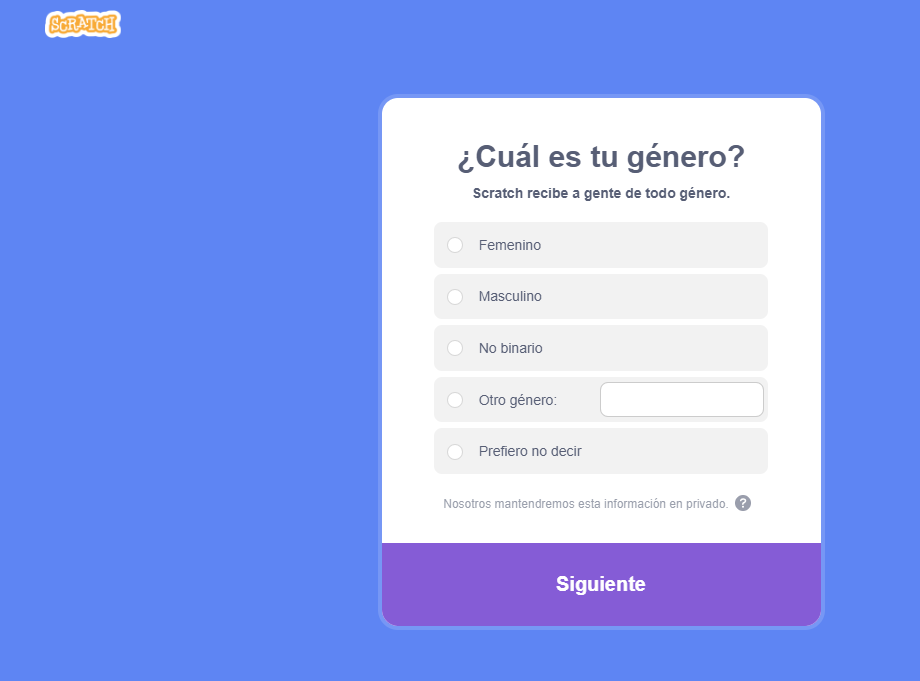 SCRATCH
¿Cuál es tu género?
Scratch recibe a gente de todo género.
Femenino
Masculino
No binario
Otro género:
Prefiero no decir
Nosotros mantendremos esta información en privado. ?
Siguiente